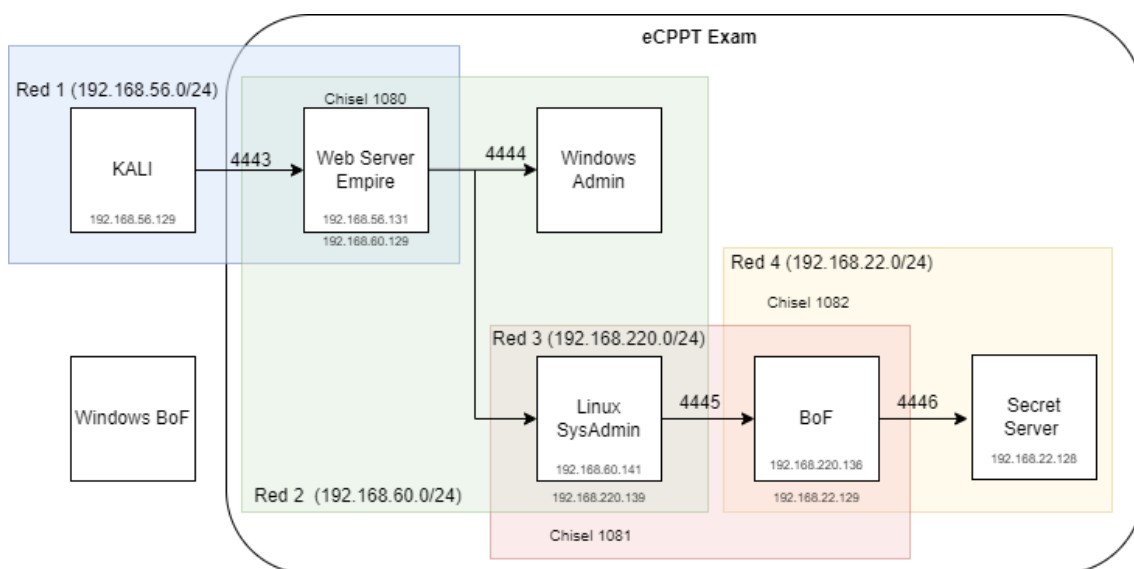 eCPPT Exam
Red 1 (192.168.56.0/24)
Chisel 1080
KALI
192.168.56.129
4443
Web Server
Empire
192.168.56.131
192.168.60.129
4444
Windows
Admin
Red 4 (192.168.22.0/24)
Chisel 1082
Red 3 (192.168.220.0/24)
Windows BoF
Linux
SysAdmin
192.168.60.141
192.168.220.139
4445
BoF
192.168.220.136
192.168.22.129
4446
Secret
Server
192.168.22.128
Red 2 (192.168.60.0/24)
Chisel 1081